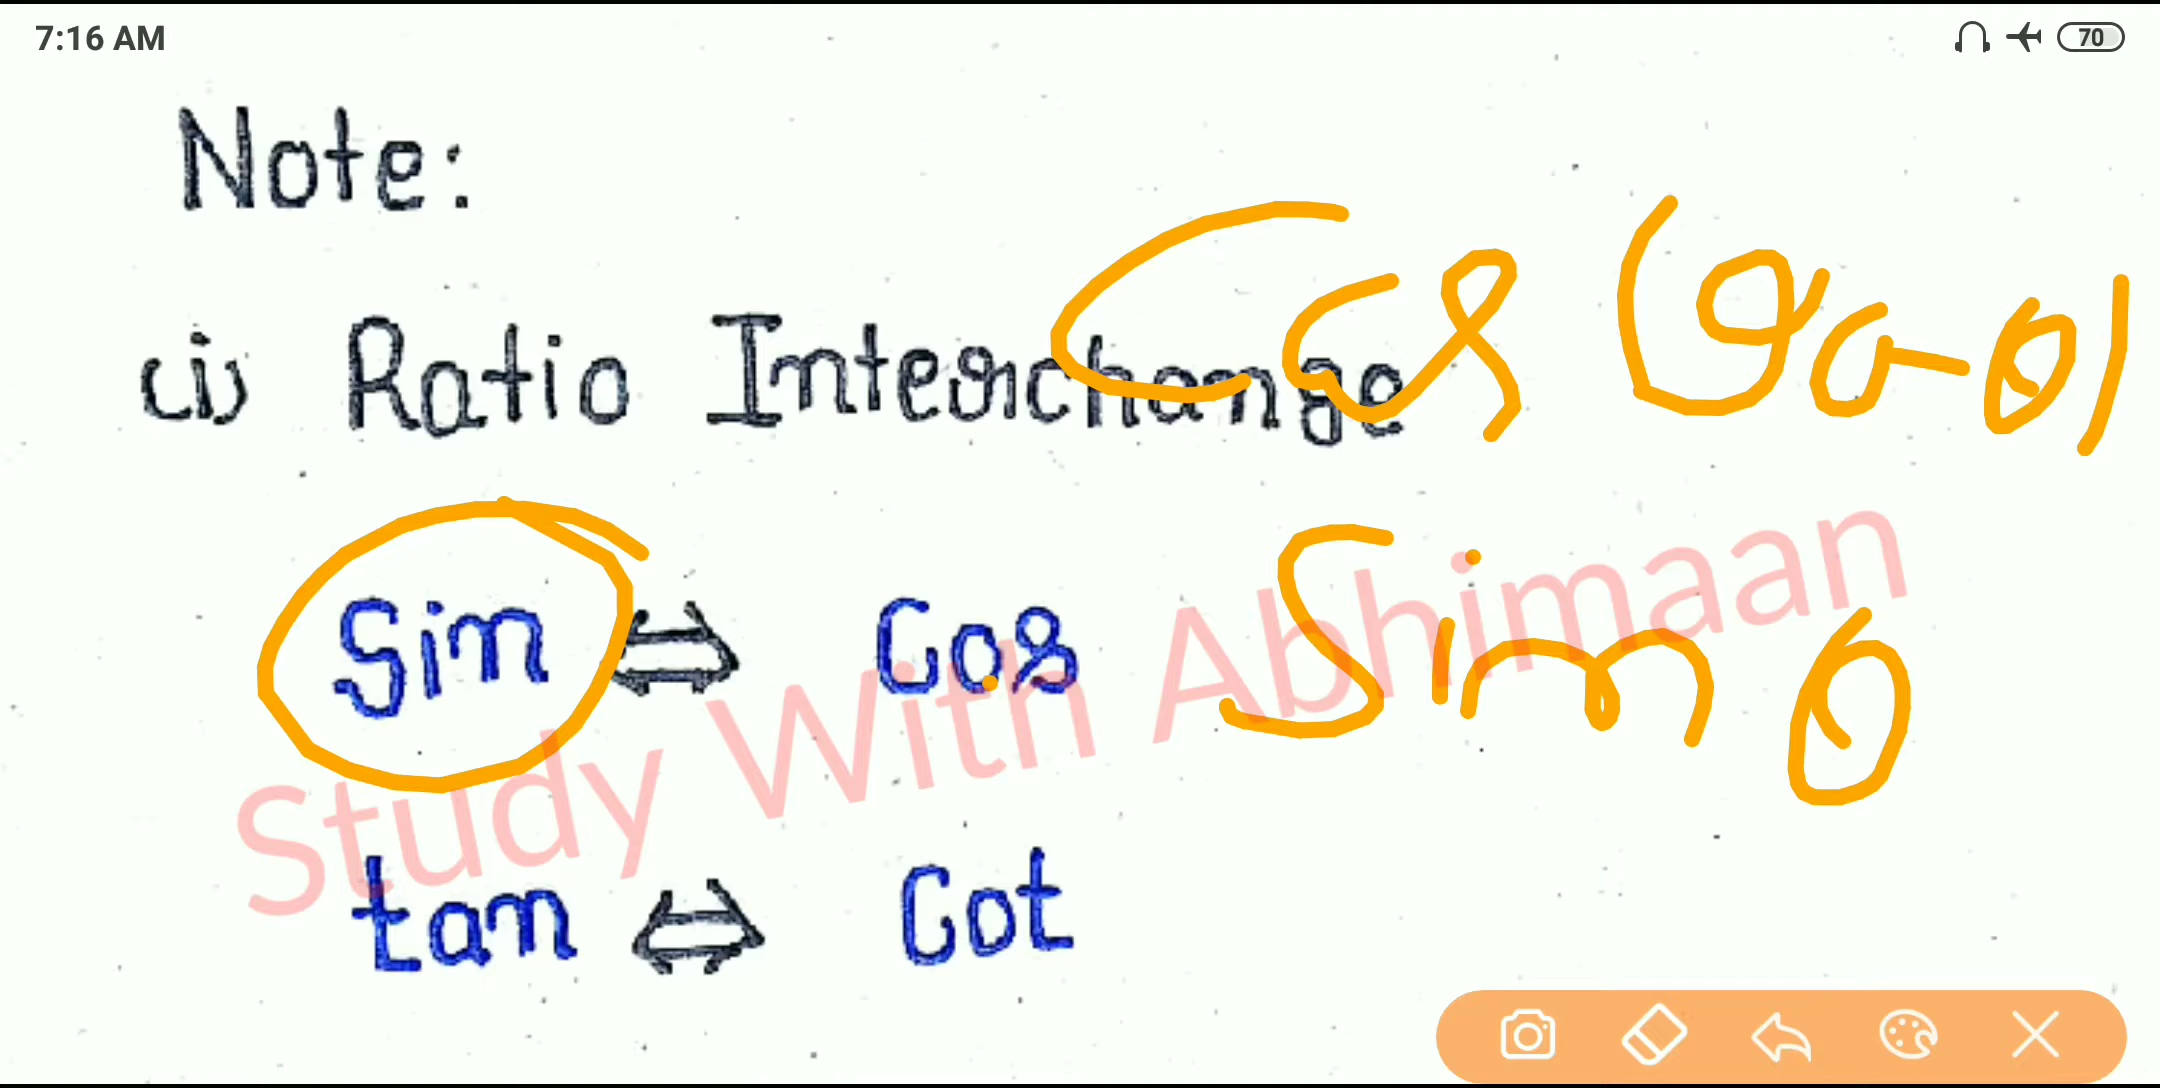 7:16 AM
70
Note:
(i) Ratio Interchange
Cos (90-θ)
Sin ⇔ Cos
Sin θ
Study With Abhimaan
tan ⇔ Cot